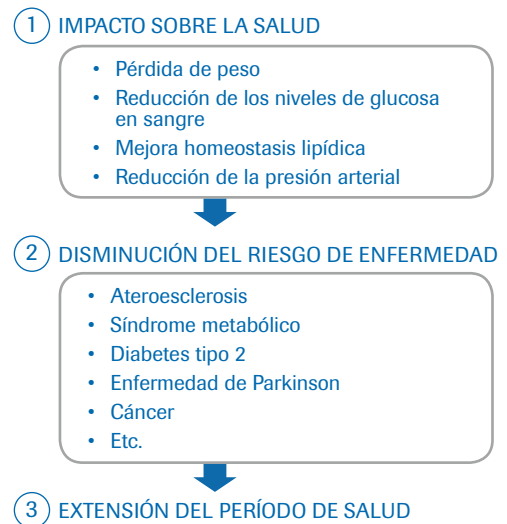 1 IMPACTO SOBRE LA SALUD
• Pérdida de peso
• Reducción de los niveles de glucosa
en sangre
• Mejora homeostasis lipídica
• Reducción de la presión arterial
2 DISMINUCIÓN DEL RIESGO DE ENFERMEDAD
• Ateroesclerosis
• Síndrome metabólico
• Diabetes tipo 2
• Enfermedad de Parkinson
• Cáncer
• Etc.
3 EXTENSIÓN DEL PERÍODO DE SALUD